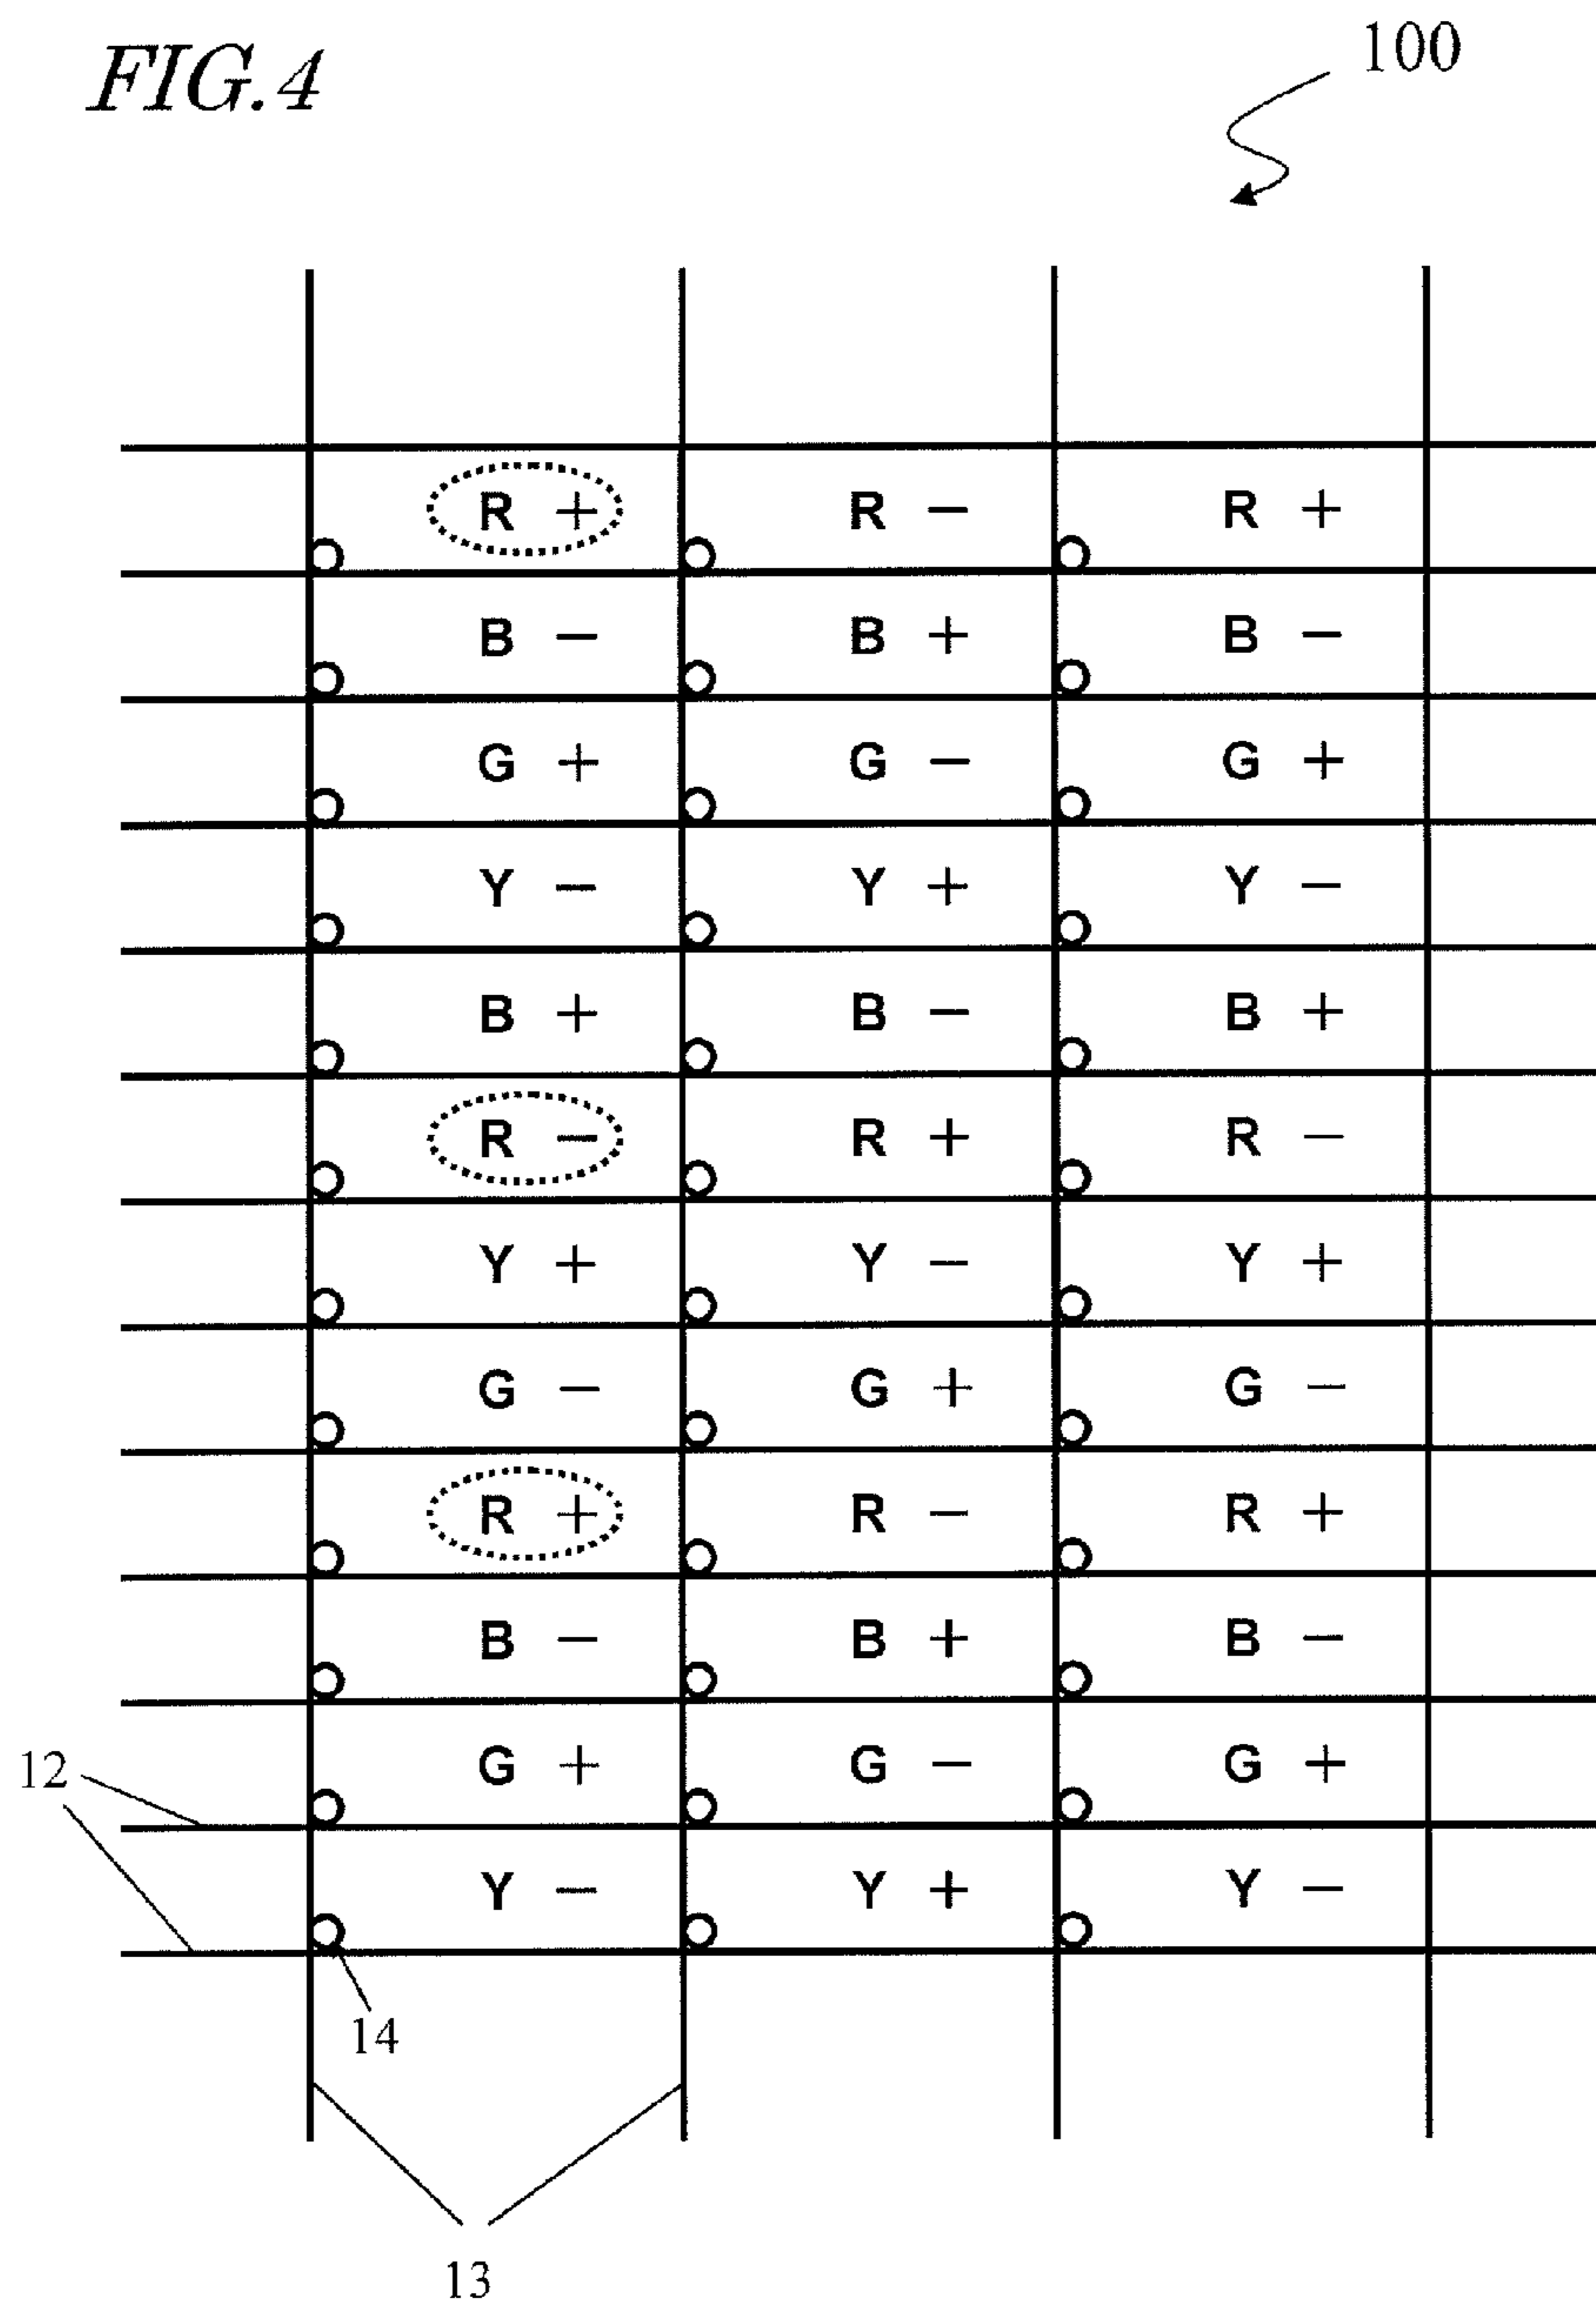 FIG.4
100
R + R − R +
B − B + B −
G + G − G +
Y − Y + Y −
B + B − B +
R − R + R −
Y + Y − Y +
G − G + G −
R + R − R +
B − B + B −
G + G − G +
12
Y − Y + Y −
14
13